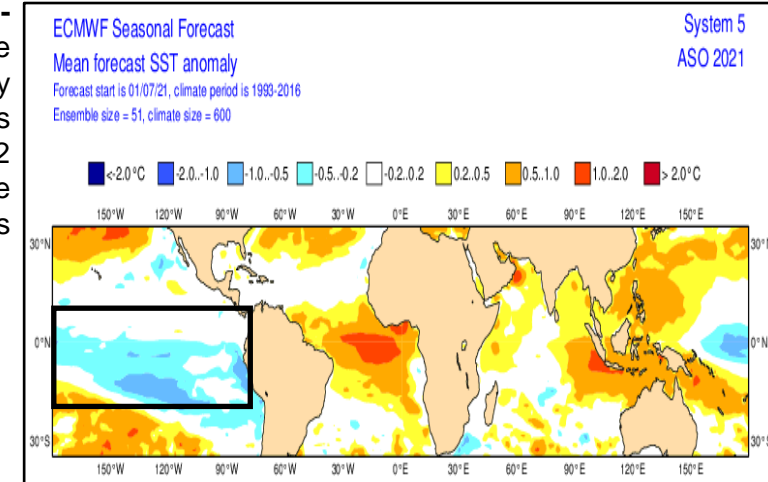 -
e
y
s
2
e
s
ECMWF Seasonal Forecast
Mean forecast SST anomaly
Forecast start is 01/07/21, climate period is 1993-2016
Ensemble size = 51, climate size = 600
System 5
ASO 2021
<-2.0°C -2.0..-1.0 -1.0..-0.5 -0.5..-0.2 -0.2..0.2 0.2..0.5 0.5..1.0 1.0..2.0 > 2.0°C
150°W 120°W 90°W 60°W 30°W 0°E 30°E 60°E 90°E 120°E 150°E
30°N 30°N
0°N 0°N
30°S 30°S
150°W 120°W 90°W 60°W 30°W 0°E 30°E 60°E 90°E 120°E 150°E